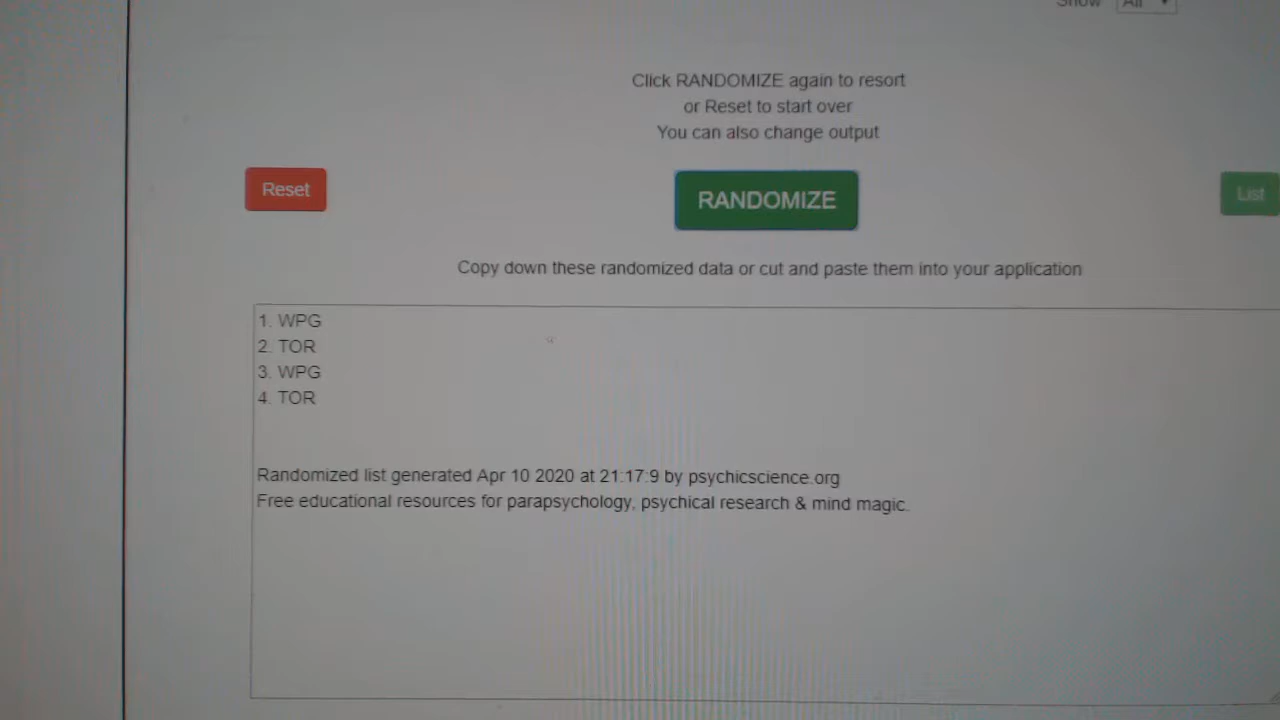 Show All
Click RANDOMIZE again to resort
or Reset to start over
You can also change output
Reset
RANDOMIZE
List
Copy down these randomized data or cut and paste them into your application
1. WPG
2. TOR
3. WPG
4. TOR
Randomized list generated Apr 10 2020 at 21:17:9 by psychicscience.org
Free educational resources for parapsychology, psychical research & mind magic.